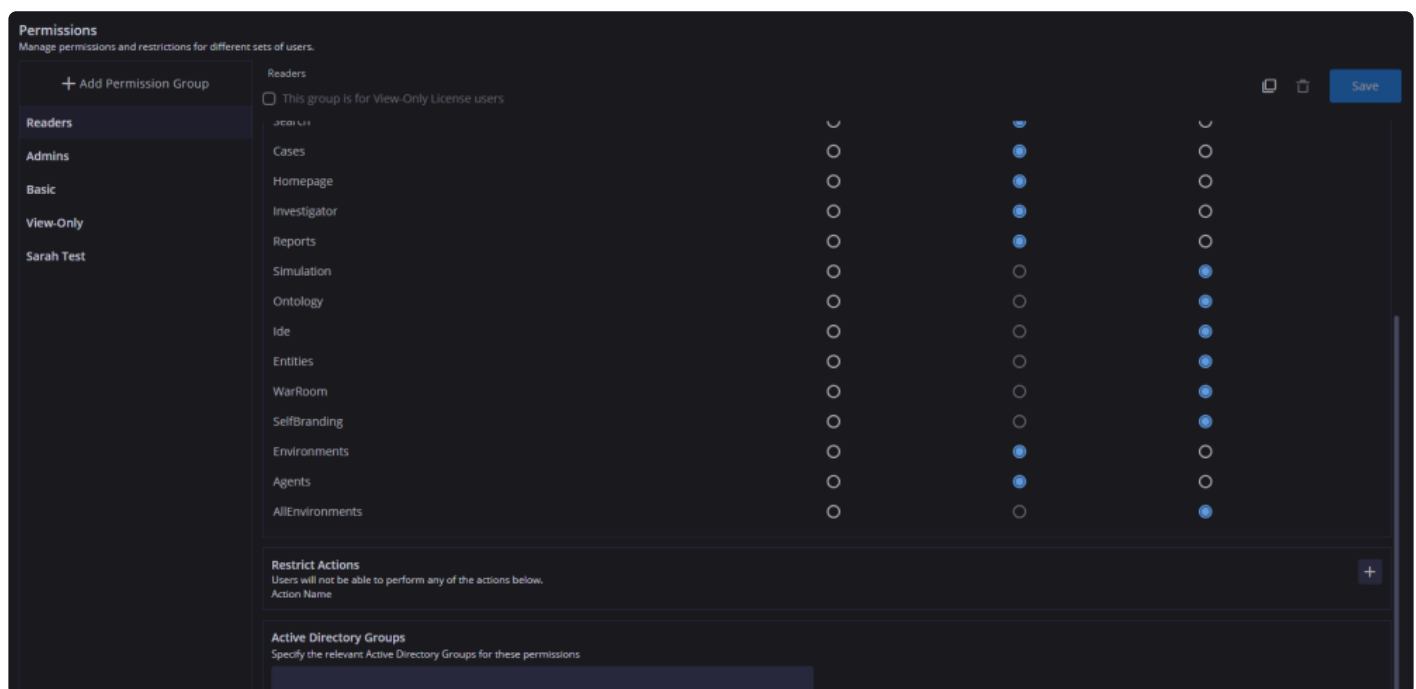 Permissions
Manage permissions and restrictions for different sets of users.
+ Add Permission Group
Readers
Admins
Basic
View-Only
Sarah Test
Readers
This group is for View-Only License users
Save
Search
Cases
Homepage
Investigator
Reports
Simulation
Ontology
Ide
Entities
WarRoom
SelfBranding
Environments
Agents
AllEnvironments
Restrict Actions
Users will not be able to perform any of the actions below.
Action Name
Active Directory Groups
Specify the relevant Active Directory Groups for these permissions